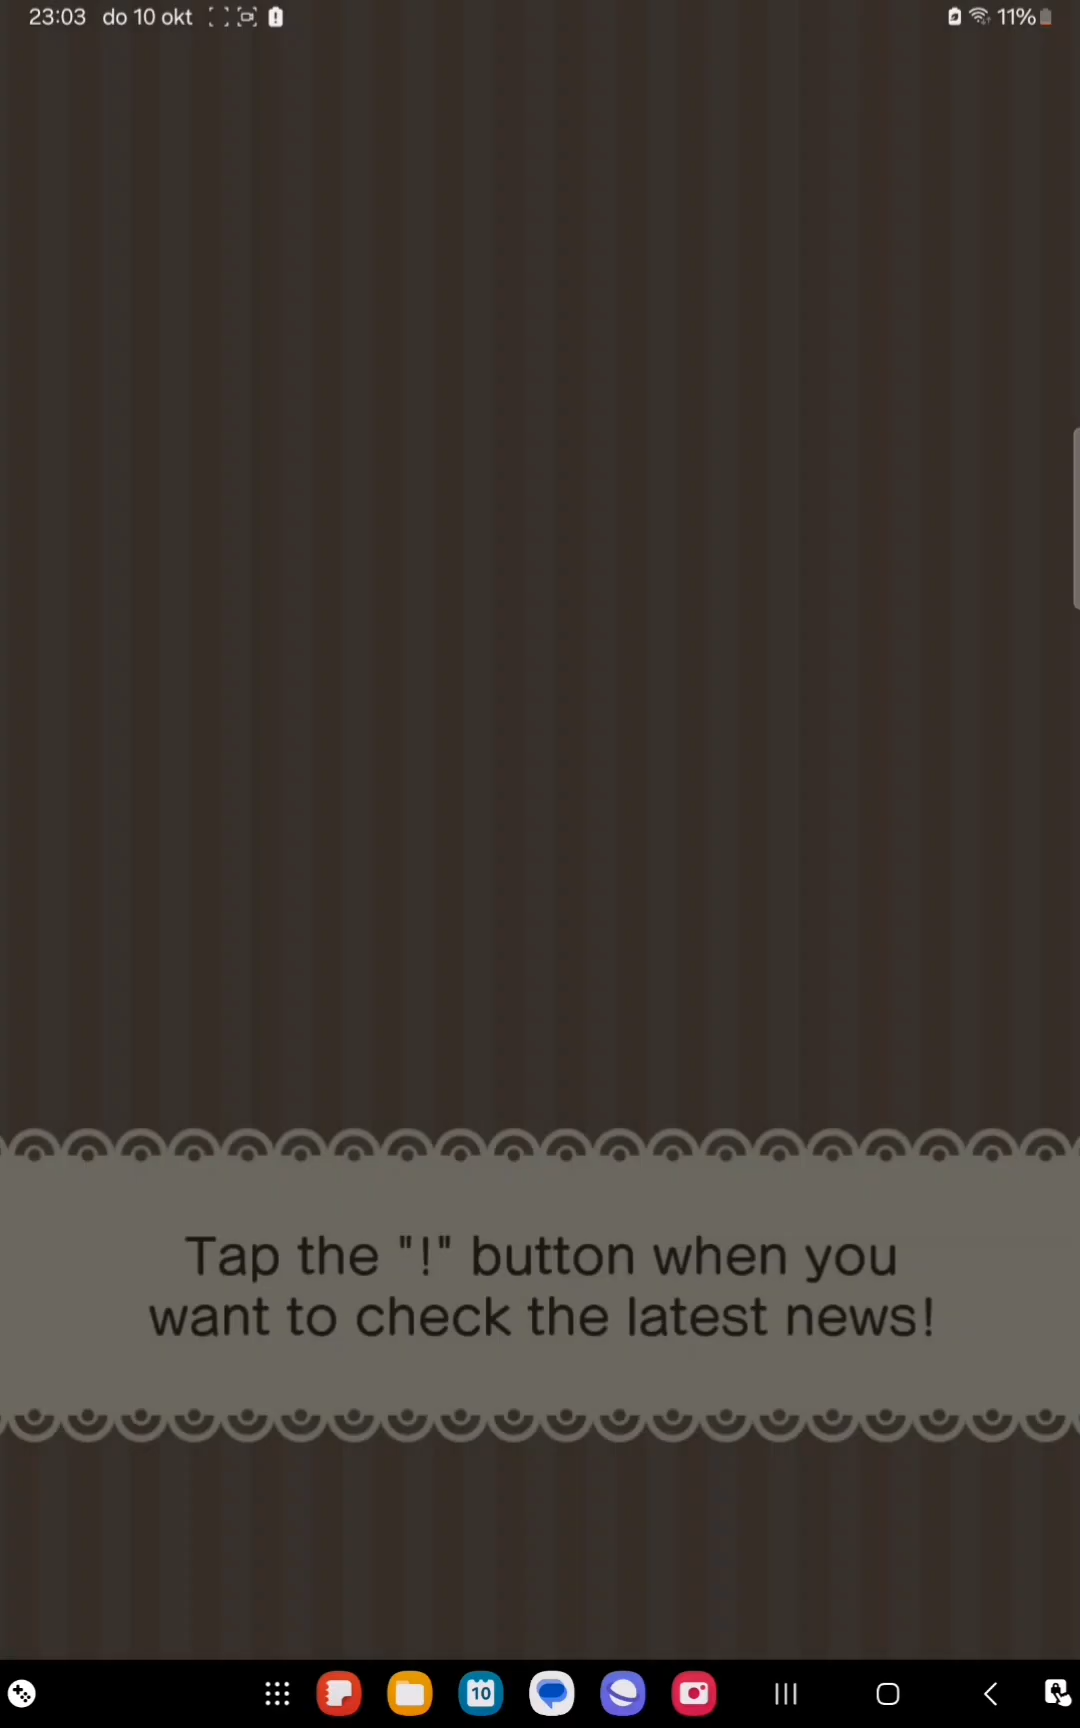 23:03 do 10 okt 11%
Tap the "!" button when you
want to check the latest news!
10